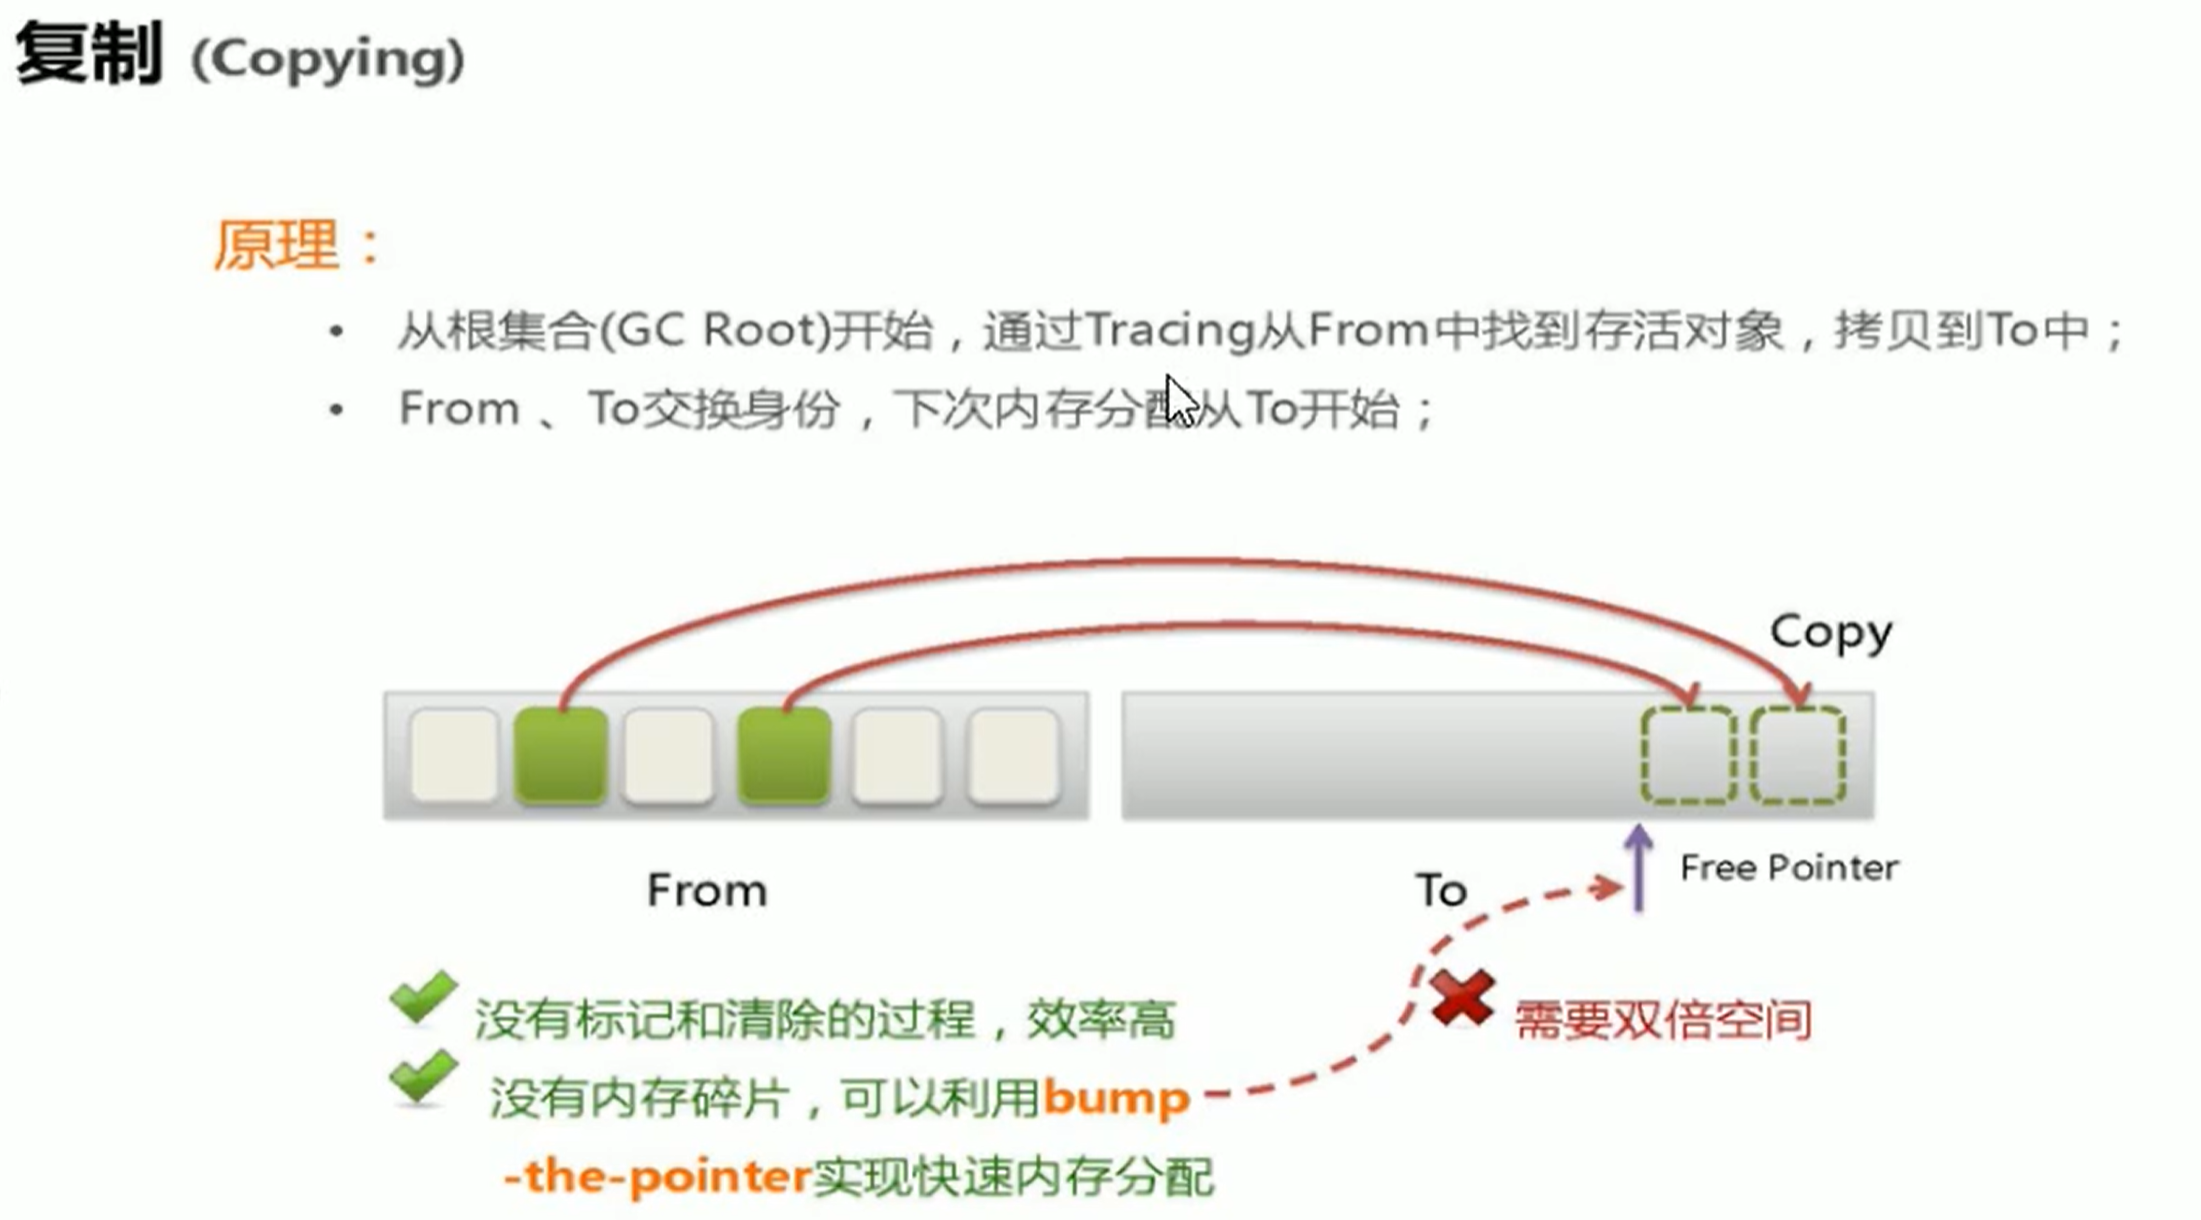 复制 (Copying)
原理：
• 从根集合(GC Root)开始，通过Tracing从From中找到存活对象，拷贝到To中；
• From 、To交换身份，下次内存分配从To开始；
Copy
From
To
Free Pointer
没有标记和清除的过程，效率高
需要双倍空间
没有内存碎片，可以利用bump
-the-pointer实现快速内存分配